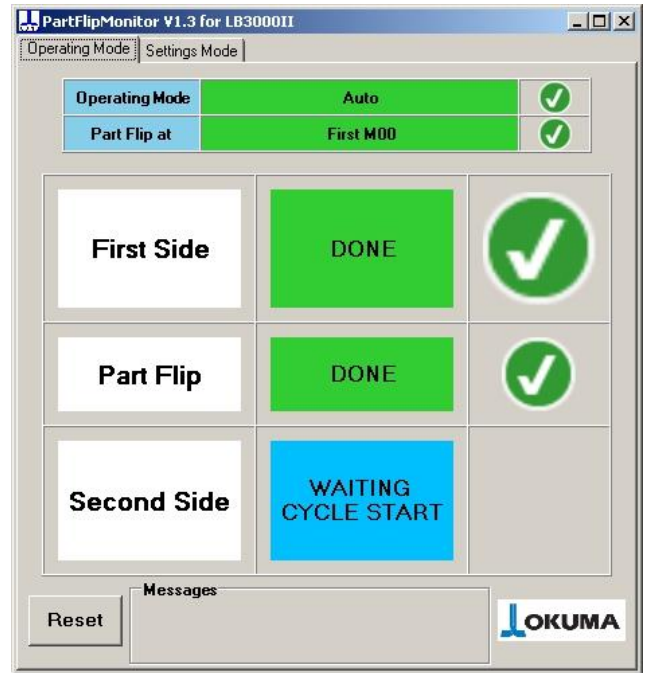 PartFlipMonitor V1.3 for LB3000II
Operating Mode
Settings Mode
Operating Mode Auto
Part Flip at First M00
First Side DONE
Part Flip DONE
Second Side WAITING
CYCLE START
Messages
Reset
OKUMA